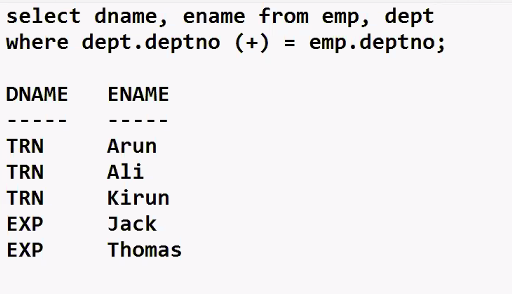 select dname, ename from emp, dept
where dept.deptno (+) = emp.deptno;
DNAME ENAME
----- -----
TRN Arun
TRN Ali
TRN Kirun
EXP Jack
EXP Thomas